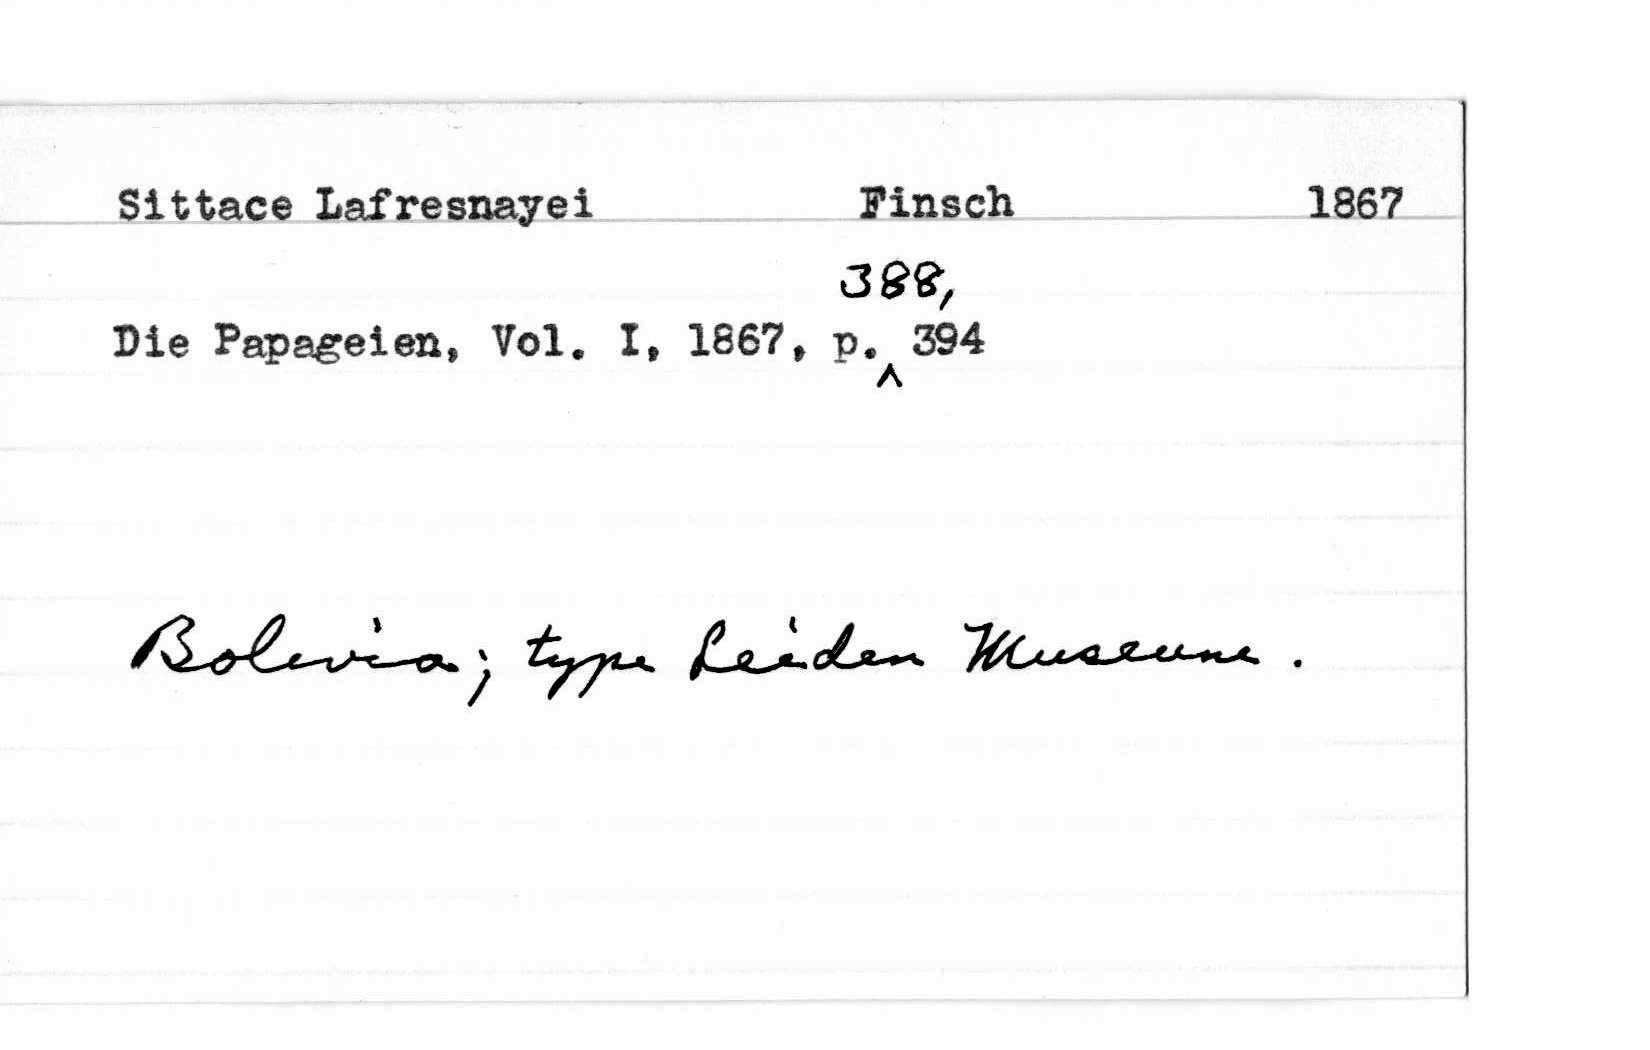 Sittace Lafresnayei Finsch 1867
388,
Die Papageien, Vol. I, 1867, p.^ 394
Bolivia; type Leiden Museum.